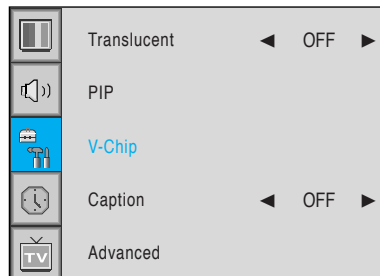 Translucent ◄ OFF ►
PIP
V-Chip
Caption ◄ OFF ►
TV Advanced